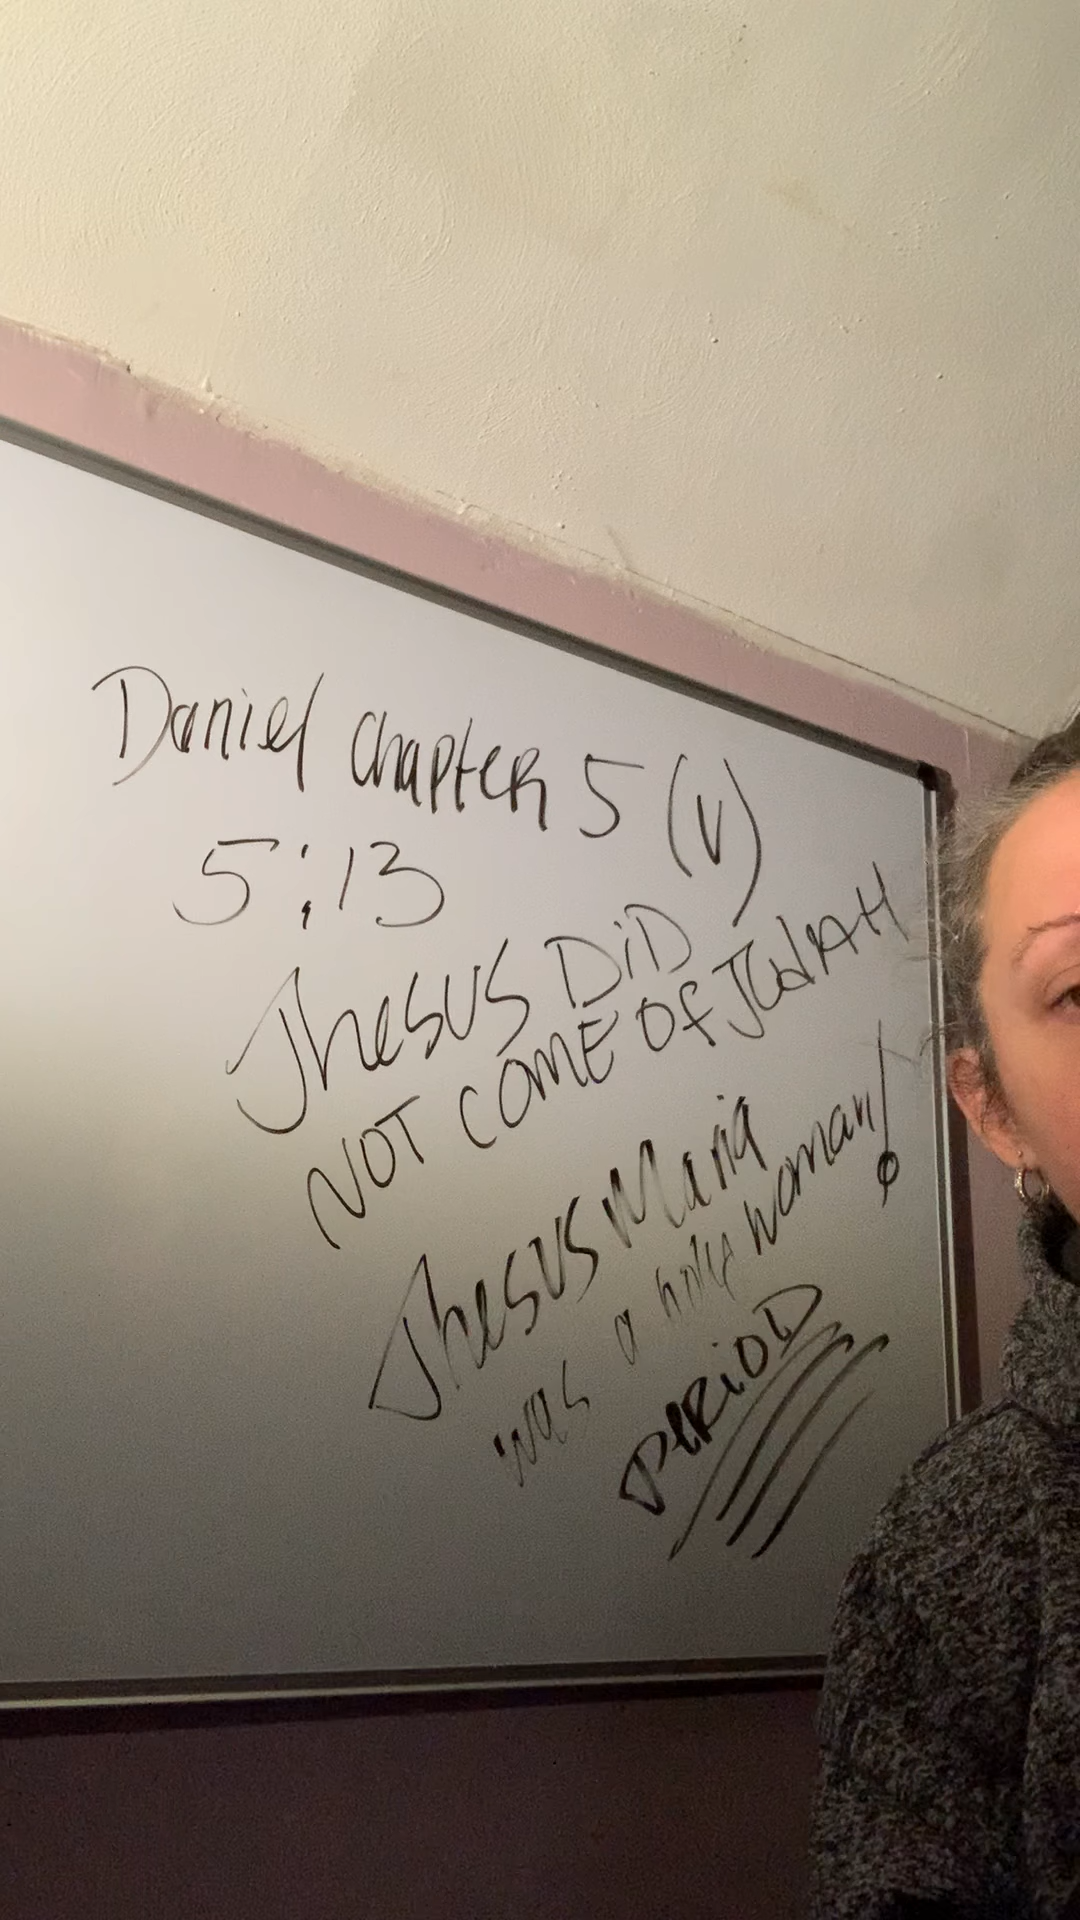 Daniel Chapter 5 (V)
5:13
Jhesus DiD
NOT COME Of JUdAH
Jhesus Maria
was a holy woman!
PERiOD